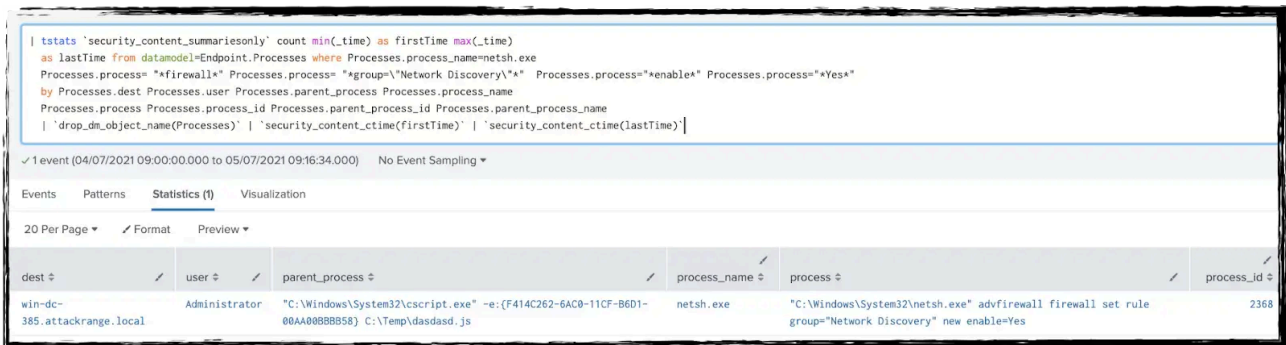 | tstats `security_content_summariesonly` count min(_time) as firstTime max(_time)
as lastTime from datamodel=Endpoint.Processes where Processes.process_name=netsh.exe
Processes.process= "*firewall*" Processes.process= "*group=\"Network Discovery\"*"  Processes.process="*enable*" Processes.process="*Yes*"
by Processes.dest Processes.user Processes.parent_process Processes.process_name
Processes.process Processes.process_id Processes.parent_process_id Processes.parent_process_name
| `drop_dm_object_name(Processes)` | `security_content_ctime(firstTime)` | `security_content_ctime(lastTime)`
✓ 1 event (04/07/2021 09:00:00.000 to 05/07/2021 09:16:34.000) No Event Sampling
Events Patterns Statistics (1) Visualization
20 Per Page Format Preview
dest user parent_process process_name process process_id
win-dc- Administrator "C:\Windows\System32\cscript.exe" -e:{F414C262-6AC0-11CF-B6D1- netsh.exe "C:\Windows\System32\netsh.exe" advfirewall firewall set rule 2368
385.attackrange.local 00AA00BBBB58} C:\Temp\dasdasd.js group="Network Discovery" new enable=Yes